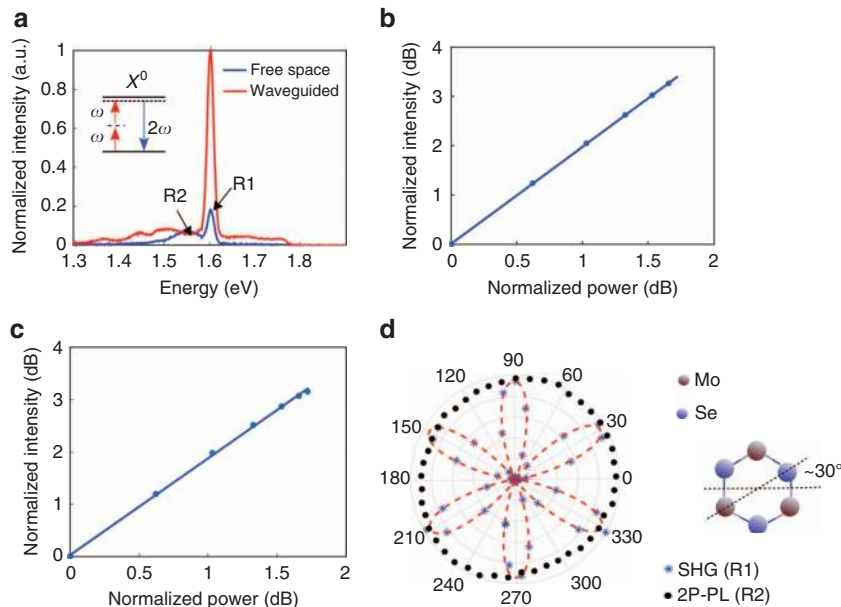 a
Normalized intensity (a.u.)
1
0.8
0.6
0.4
0.2
0
1.3
1.4
1.5
1.6
1.7
1.8
Energy (eV)
X⁰
ω
ω
2ω
Free space
Waveguided
R2
R1
b
Normalized intensity (dB)
4
3
2
1
0
0
0.5
1
1.5
2
Normalized power (dB)
c
Normalized intensity (dB)
4
3
2
1
0
0
0.5
1
1.5
2
Normalized power (dB)
d
90
60
30
0
330
300
270
240
210
180
150
120
Mo
Se
~30°
SHG (R1)
2P-PL (R2)